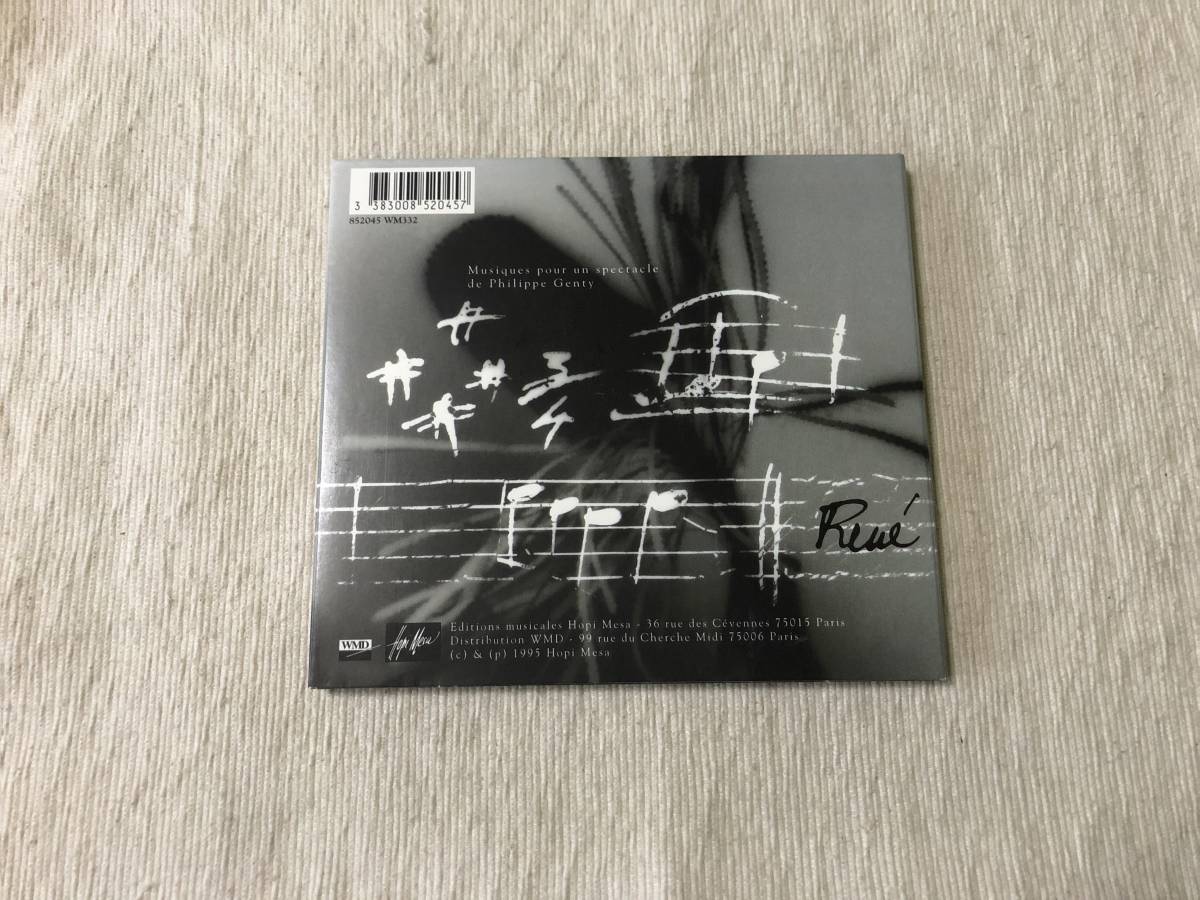 3 383008 520457
852045 WM332
Musiques pour un spectacle
de Philippe Genty
3
4
René
WMD
Hopi Mesa
Editions musicales Hopi Mesa - 36 rue des Cévennes 75015 Paris
Distribution WMD - 99 rue du Cherche Midi 75006 Paris
(c) & (p) 1995 Hopi Mesa